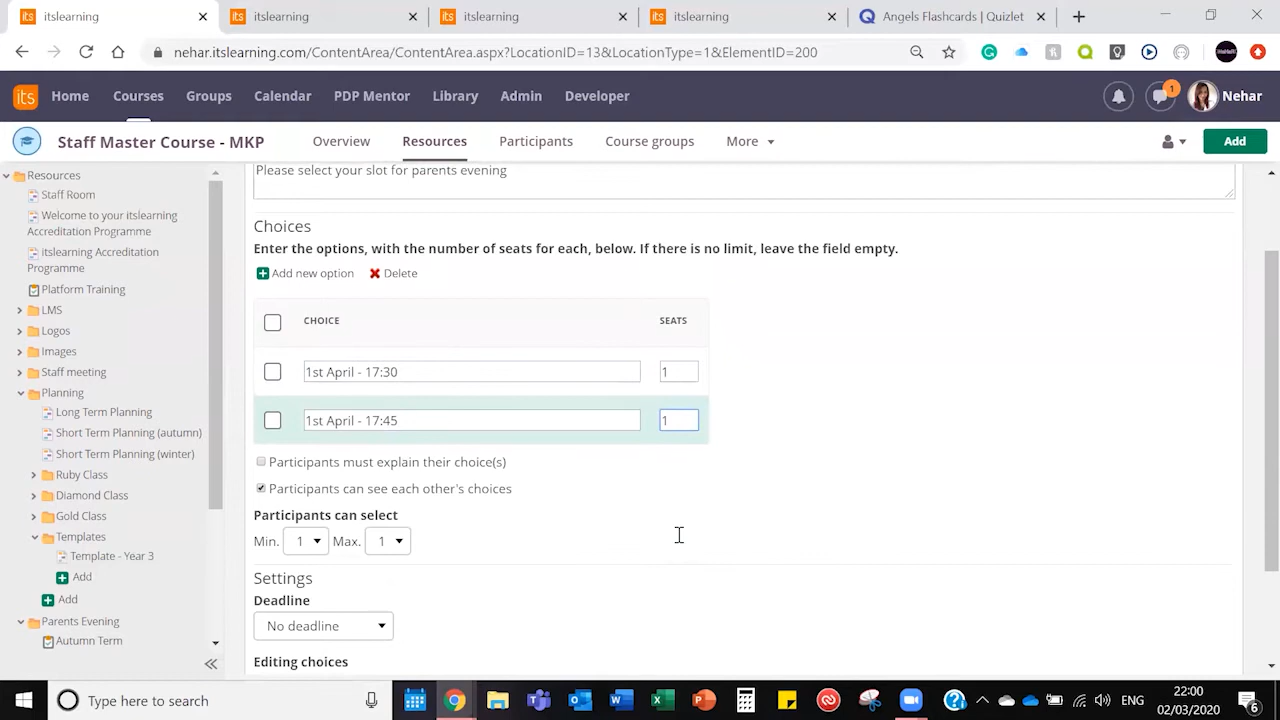 its itslearning
its itslearning
its itslearning
its itslearning
Q Angels Flashcards | Quizlet
nehar.itslearning.com/ContentArea/ContentArea.aspx?LocationID=13&LocationType=1&ElementID=200
its Home Courses Groups Calendar PDP Mentor Library Admin Developer 1 Nehar
Staff Master Course - MKP Overview Resources Participants Course groups More Add
Resources
Staff Room
Welcome to your itslearning
Accreditation Programme
itslearning Accreditation
Programme
Platform Training
LMS
Logos
Images
Staff meeting
Planning
Long Term Planning
Short Term Planning (autumn)
Short Term Planning (winter)
Ruby Class
Diamond Class
Gold Class
Templates
Template - Year 3
Add
Add
Parents Evening
Autumn Term
Please select your slot for parents evening
Choices
Enter the options, with the number of seats for each, below. If there is no limit, leave the field empty.
Add new option Delete
CHOICE SEATS
1st April - 17:30 1
1st April - 17:45 1
Participants must explain their choice(s)
Participants can see each other's choices
Participants can select
Min. 1 Max. 1
Settings
Deadline
No deadline
Editing choices
Type here to search
ENG
22:00
02/03/2020
6